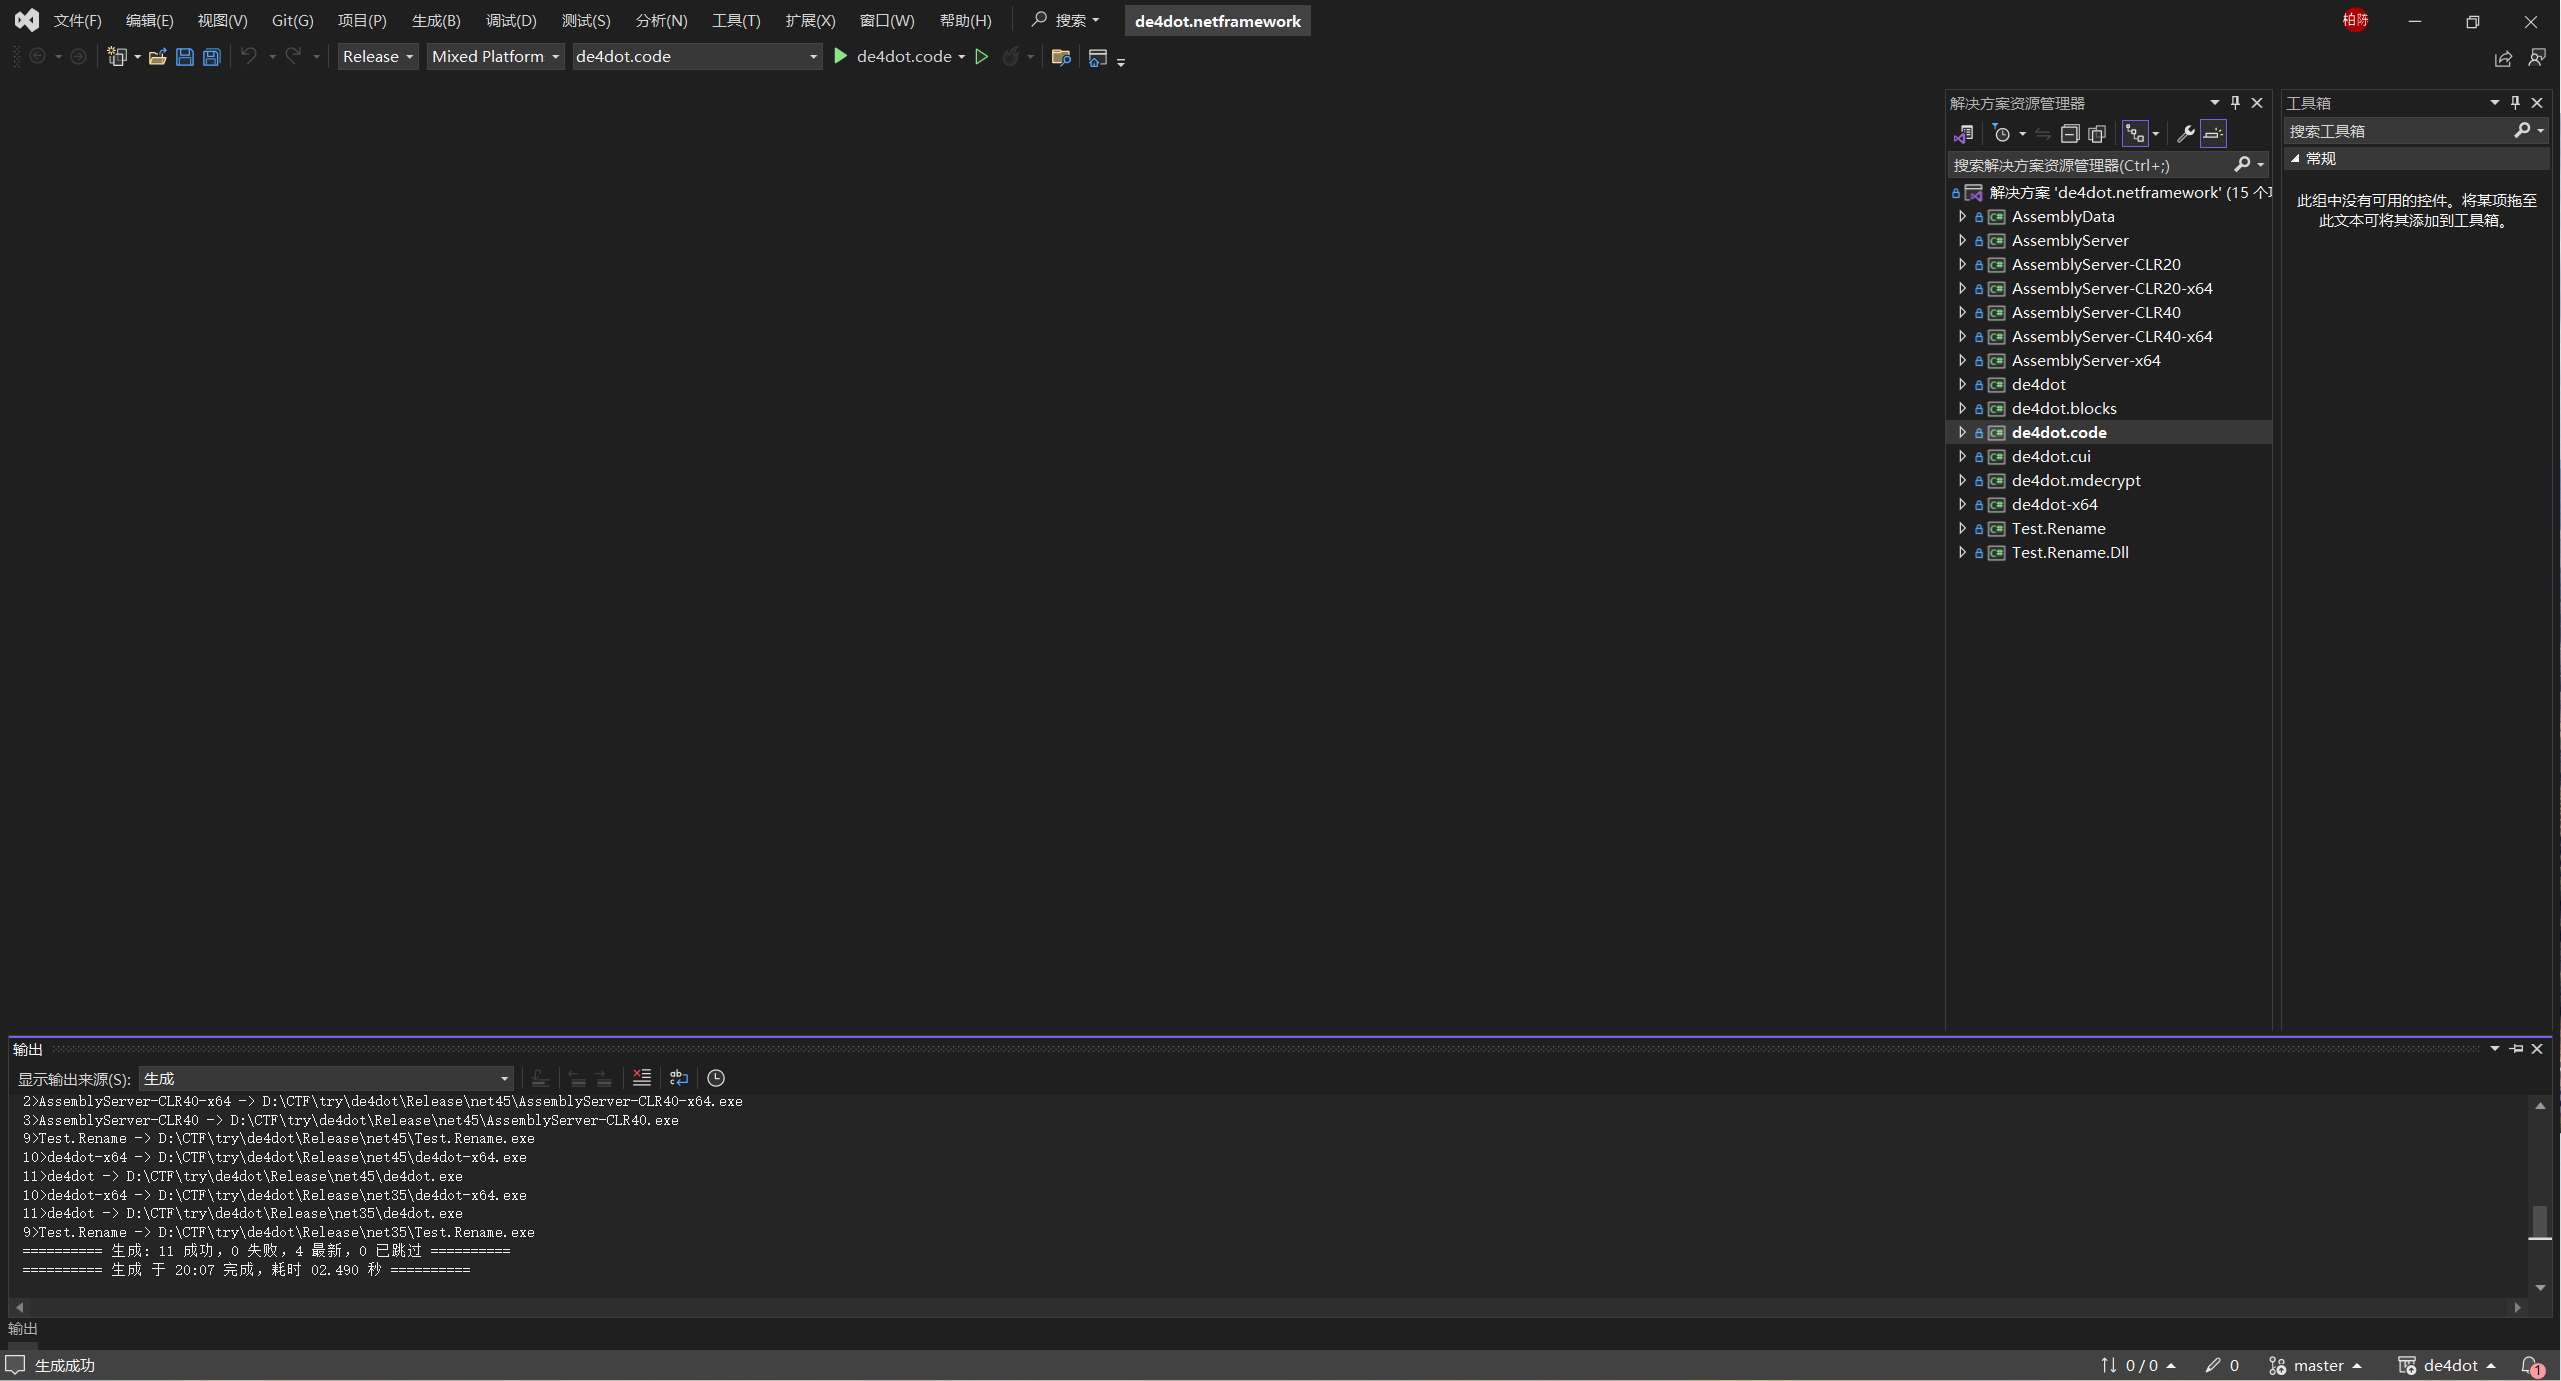 文件(F) 编辑(E) 视图(V) Git(G) 项目(P) 生成(B) 调试(D) 测试(S) 分析(N) 工具(T) 扩展(X) 窗口(W) 帮助(H) 搜索 de4dot.netframework 柏 陈
Release Mixed Platform de4dot.code de4dot.code
解决方案资源管理器
搜索解决方案资源管理器(Ctrl+;)
解决方案 'de4dot.netframework' (15 个
AssemblyData
AssemblyServer
AssemblyServer-CLR20
AssemblyServer-CLR20-x64
AssemblyServer-CLR40
AssemblyServer-CLR40-x64
AssemblyServer-x64
de4dot
de4dot.blocks
de4dot.code
de4dot.cui
de4dot.mdecrypt
de4dot-x64
Test.Rename
Test.Rename.Dll
工具箱
搜索工具箱
常规
此组中没有可用的控件。将某项拖至
此文本可将其添加到工具箱。
输出
显示输出来源(S): 生成
2>AssemblyServer-CLR40-x64 -> D:\CTF\try\de4dot\Release\net45\AssemblyServer-CLR40-x64.exe
3>AssemblyServer-CLR40 -> D:\CTF\try\de4dot\Release\net45\AssemblyServer-CLR40.exe
9>Test.Rename -> D:\CTF\try\de4dot\Release\net45\Test.Rename.exe
10>de4dot-x64 -> D:\CTF\try\de4dot\Release\net45\de4dot-x64.exe
11>de4dot -> D:\CTF\try\de4dot\Release\net45\de4dot.exe
10>de4dot-x64 -> D:\CTF\try\de4dot\Release\net35\de4dot-x64.exe
11>de4dot -> D:\CTF\try\de4dot\Release\net35\de4dot.exe
9>Test.Rename -> D:\CTF\try\de4dot\Release\net35\Test.Rename.exe
========== 生成: 11 成功，0 失败，4 最新，0 已跳过 ==========
========== 生成 于 20:07 完成，耗时 02.490 秒 ==========
输出
生成成功 0 / 0 0 master de4dot 1